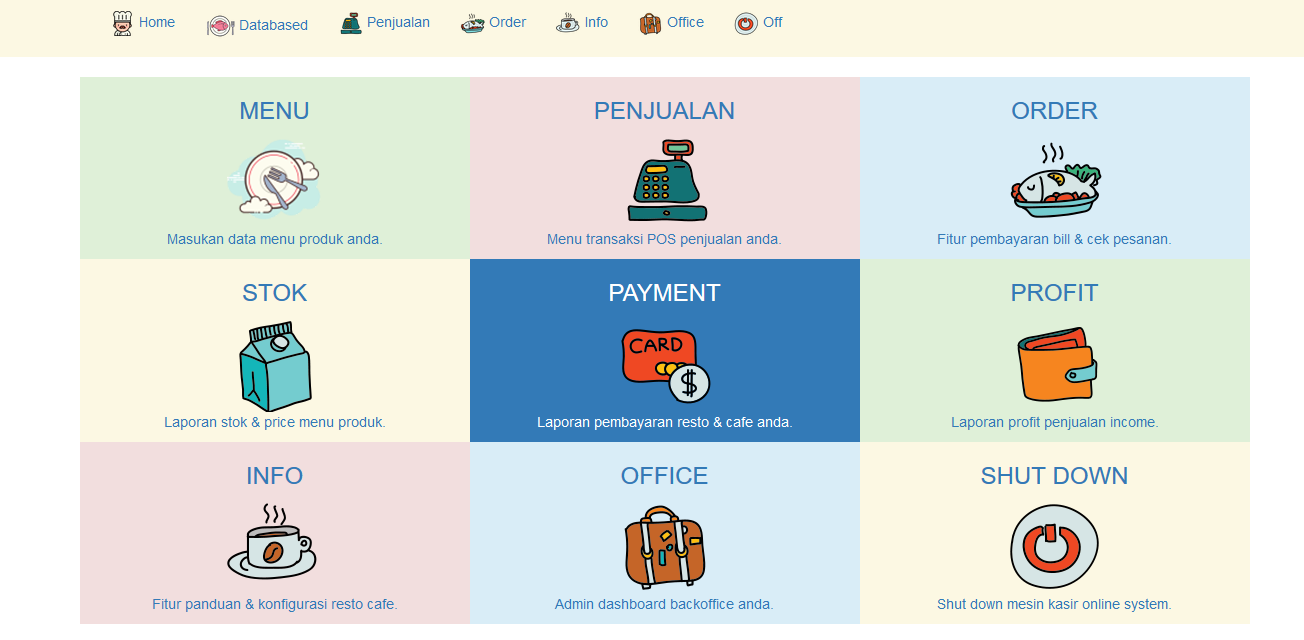 Home Databased Penjualan Order Info Office Off
MENU PENJUALAN ORDER
Masukan data menu produk anda. Menu transaksi POS penjualan anda. Fitur pembayaran bill & cek pesanan.
STOK PAYMENT PROFIT
CARD
$
Laporan stok & price menu produk. Laporan pembayaran resto & cafe anda. Laporan profit penjualan income.
INFO OFFICE SHUT DOWN
Fitur panduan & konfigurasi resto cafe. Admin dashboard backoffice anda. Shut down mesin kasir online system.